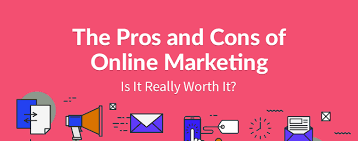 The Pros and Cons of
Online Marketing
Is It Really Worth It?